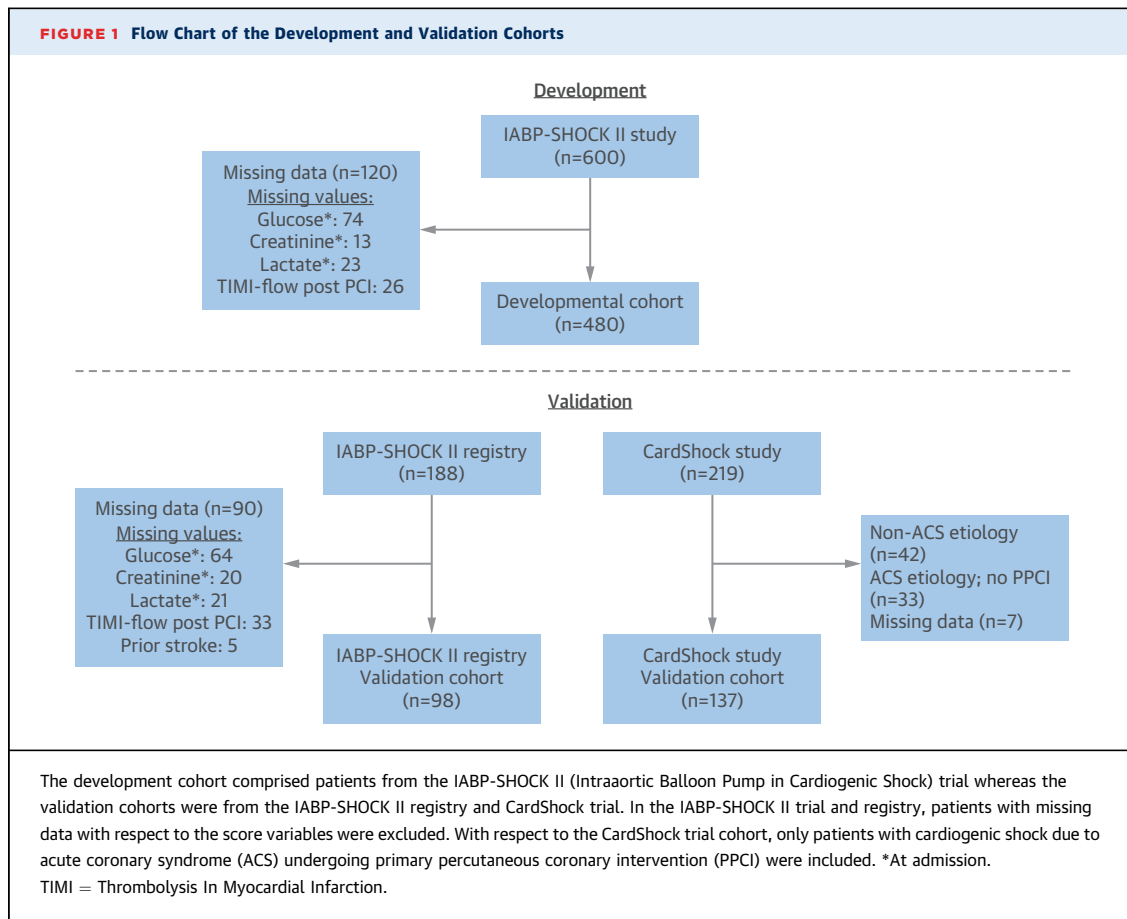 FIGURE 1 Flow Chart of the Development and Validation Cohorts
Development
IABP-SHOCK II study
(n=600)
Missing data (n=120)
Missing values:
Glucose*: 74
Creatinine*: 13
Lactate*: 23
TIMI-flow post PCI: 26
Developmental cohort
(n=480)
Validation
IABP-SHOCK II registry
(n=188)
CardShock study
(n=219)
Missing data (n=90)
Missing values:
Glucose*: 64
Creatinine*: 20
Lactate*: 21
TIMI-flow post PCI: 33
Prior stroke: 5
Non-ACS etiology
(n=42)
ACS etiology; no PPCI
(n=33)
Missing data (n=7)
IABP-SHOCK II registry
Validation cohort
(n=98)
CardShock study
Validation cohort
(n=137)
The development cohort comprised patients from the IABP-SHOCK II (Intraaortic Balloon Pump in Cardiogenic Shock) trial whereas the
validation cohorts were from the IABP-SHOCK II registry and CardShock trial. In the IABP-SHOCK II trial and registry, patients with missing
data with respect to the score variables were excluded. With respect to the CardShock trial cohort, only patients with cardiogenic shock due to
acute coronary syndrome (ACS) undergoing primary percutaneous coronary intervention (PPCI) were included. *At admission.
TIMI = Thrombolysis In Myocardial Infarction.